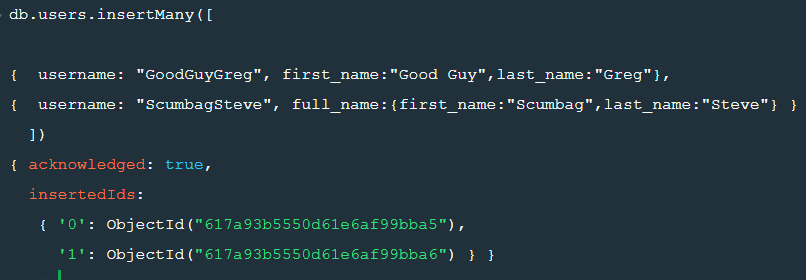 db.users.insertMany([
{  username: "GoodGuyGreg", first_name:"Good Guy",last_name:"Greg"},
{  username: "ScumbagSteve", full_name:{first_name:"Scumbag",last_name:"Steve"} }
  ])
{ acknowledged: true,
  insertedIds:
   { '0': ObjectId("617a93b5550d61e6af99bba5"),
     '1': ObjectId("617a93b5550d61e6af99bba6") } }